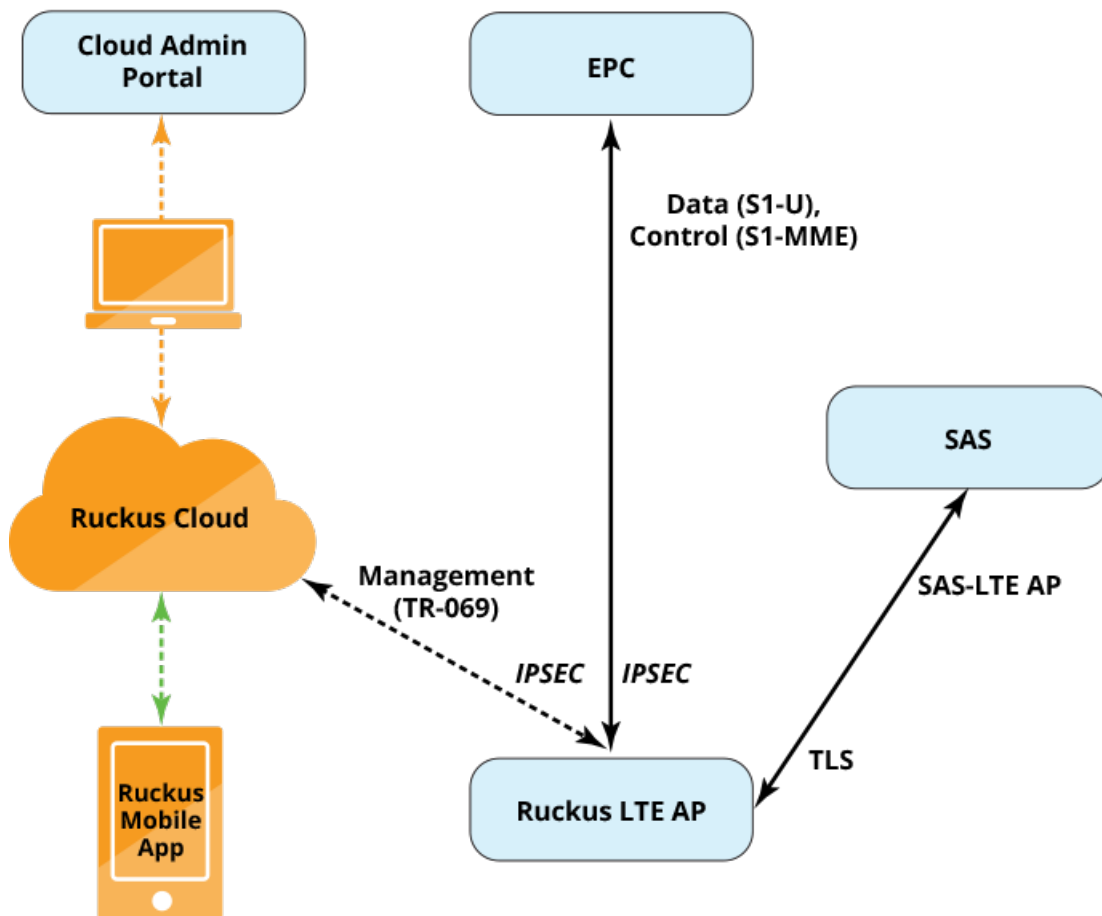 Cloud Admin
Portal
EPC
Data (S1-U),
Control (S1-MME)
SAS
Ruckus Cloud
Management
(TR-069)
SAS-LTE AP
IPSEC
IPSEC
TLS
Ruckus
Mobile
App
Ruckus LTE AP